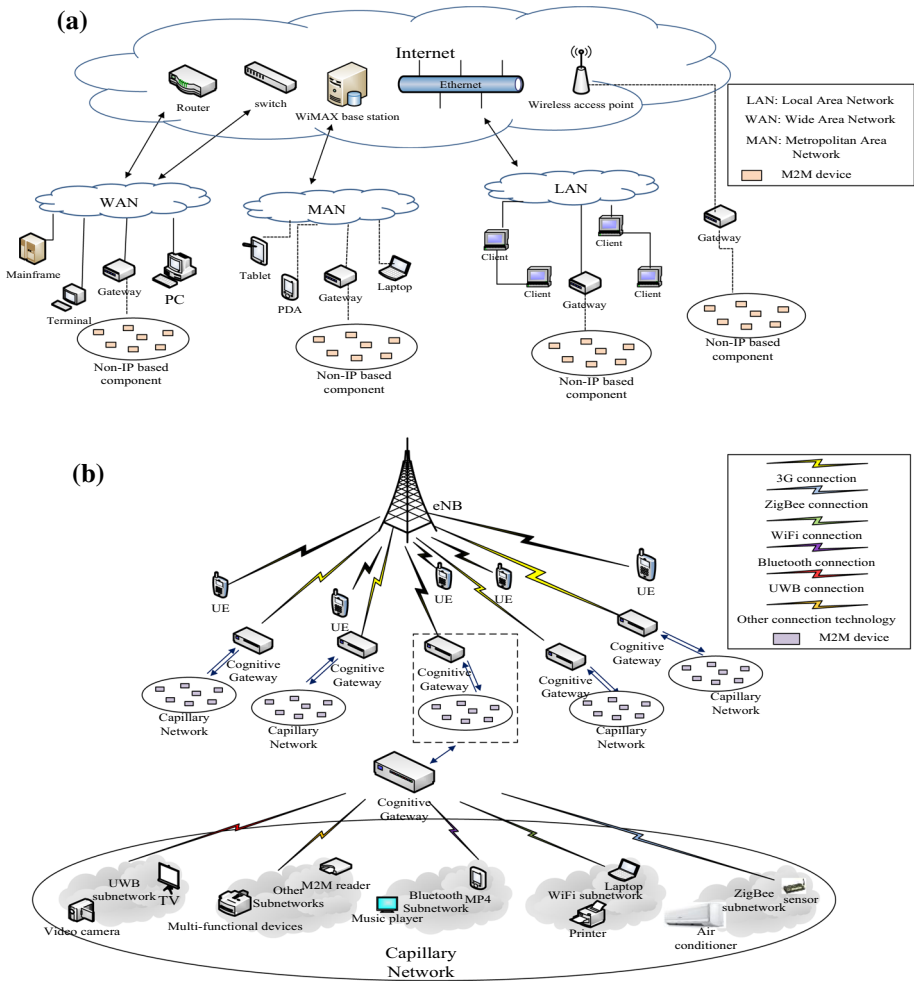 (a)
Internet
Router
switch
WiMAX base station
Ethernet
Wireless access point
LAN: Local Area Network
WAN: Wide Area Network
MAN: Metropolitan Area
Network
M2M device
WAN
MAN
LAN
Mainframe
Terminal
Gateway
PC
Tablet
PDA
Gateway
Laptop
Client
Client
Gateway
Client
Client
Gateway
Non-IP based
component
Non-IP based
component
Non-IP based
component
Non-IP based
component
(b)
eNB
3G connection
ZigBee connection
WiFi connection
Bluetooth connection
UWB connection
Other connection technology
M2M device
UE
UE
UE
UE
UE
Cognitive
Gateway
Cognitive
Gateway
Cognitive
Gateway
Cognitive
Gateway
Cognitive
Gateway
Capillary
Network
Capillary
Network
Capillary
Network
Capillary
Network
Cognitive
Gateway
UWB
subnetwork
TV
Video camera
Other
Subnetworks
M2M reader
Multi-functional devices
Bluetooth
Subnetwork
MP4
Music player
Laptop
WiFi subnetwork
Printer
ZigBee
subnetwork
sensor
Air
conditioner
Capillary
Network